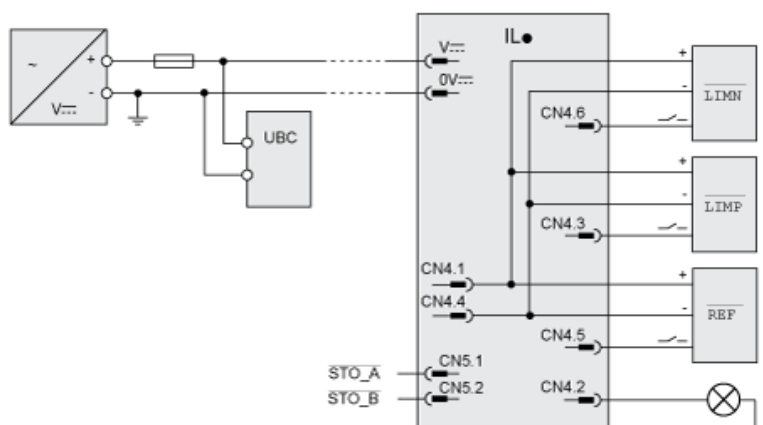 IL●
~
+
-
V⎓
V⎓
0V⎓
UBC
+
-
LIMN
CN4.6
+
-
LIMP
CN4.3
CN4.1
CN4.4
+
-
REF
CN4.5
STO_A
CN5.1
STO_B
CN5.2
CN4.2